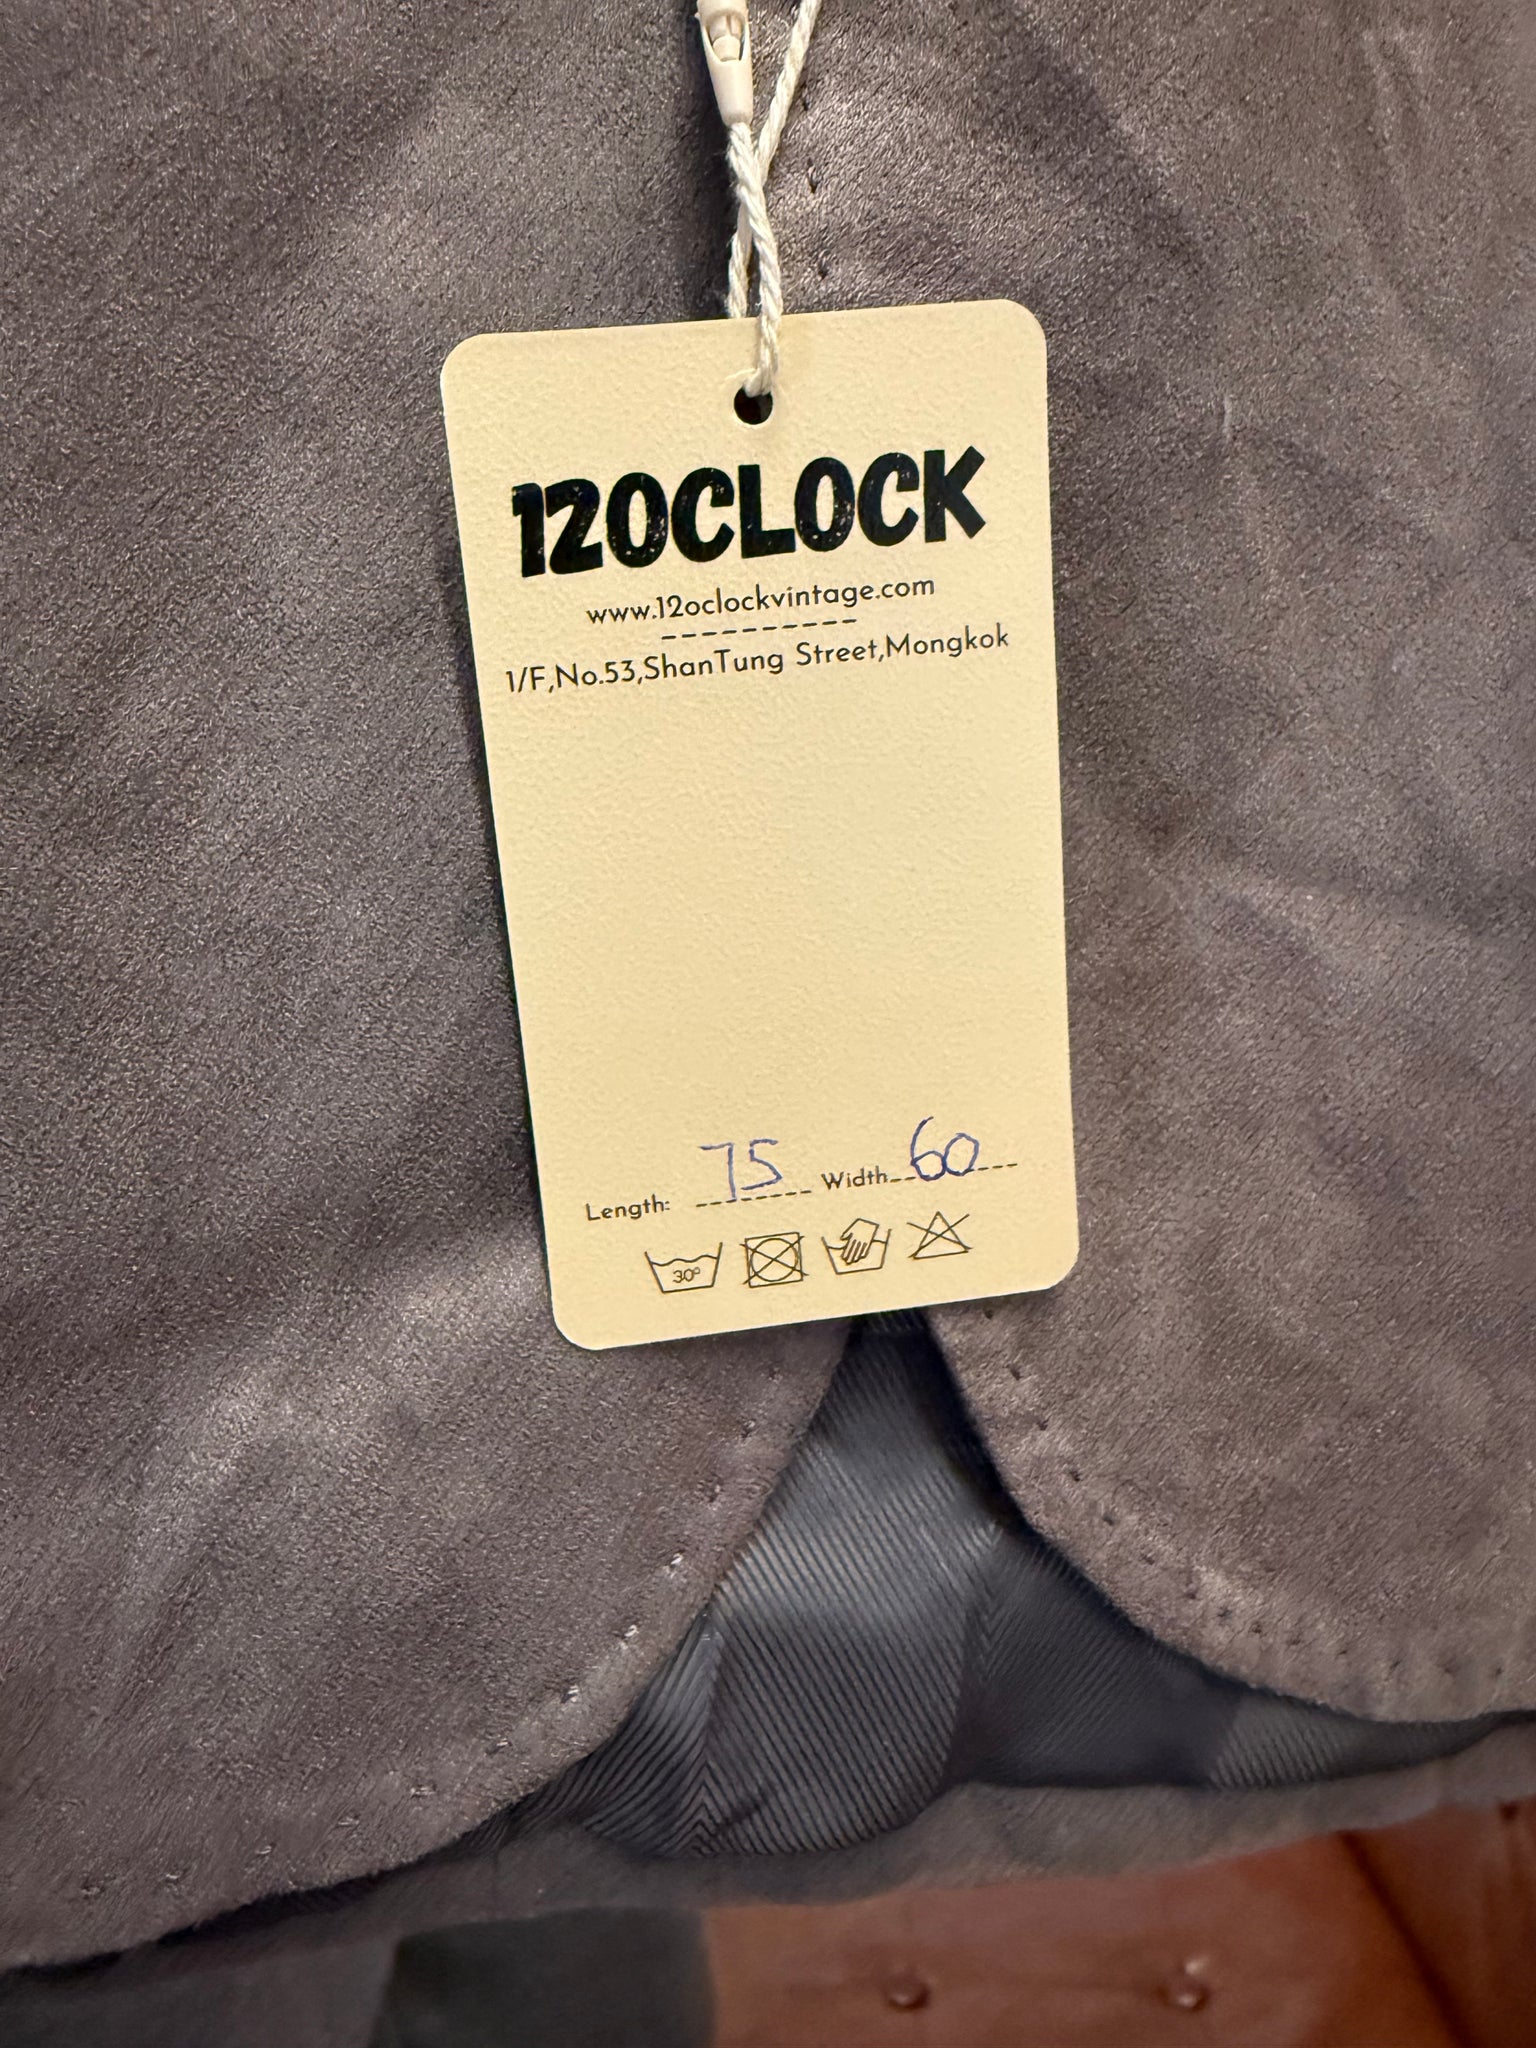 12OCLOCK
www.12oclockvintage.com
1/F,No.53,ShanTung Street,Mongkok
Length: 75 Width 60
30°